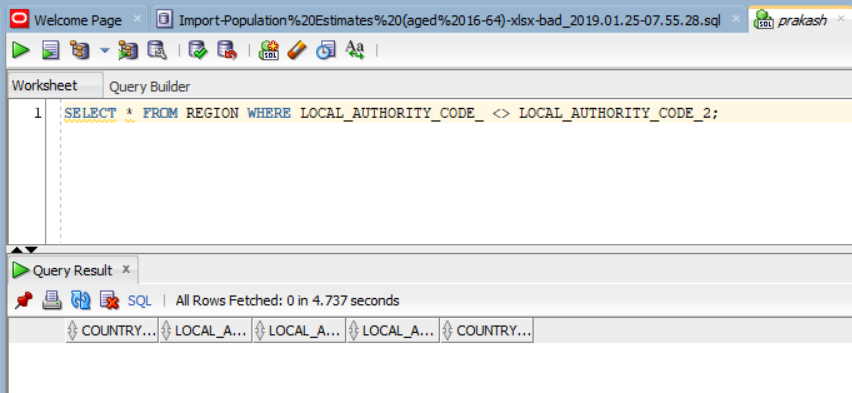 Welcome Page × Import-Population%20Estimates%20(aged%2016-64)-xlsx-bad_2019.01.25-07.55.28.sql × prakash ×
Worksheet Query Builder
1 SELECT * FROM REGION WHERE LOCAL_AUTHORITY_CODE_ <> LOCAL_AUTHORITY_CODE_2;
Query Result ×
SQL | All Rows Fetched: 0 in 4.737 seconds
COUNTRY... LOCAL_A... LOCAL_A... LOCAL_A... COUNTRY...